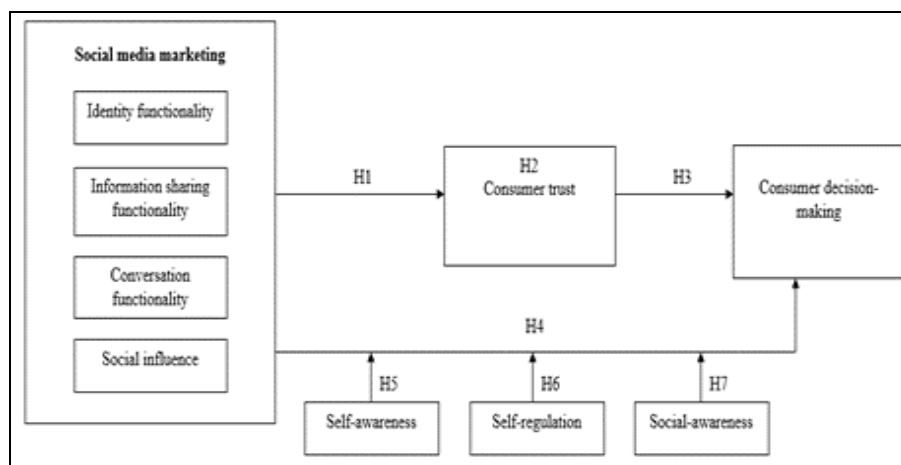 Social media marketing
Identity functionality
Information sharing
functionality
Conversation
functionality
Social influence
H1
H2
Consumer trust
H3
Consumer decision-
making
H4
H5
H6
H7
Self-awareness
Self-regulation
Social-awareness